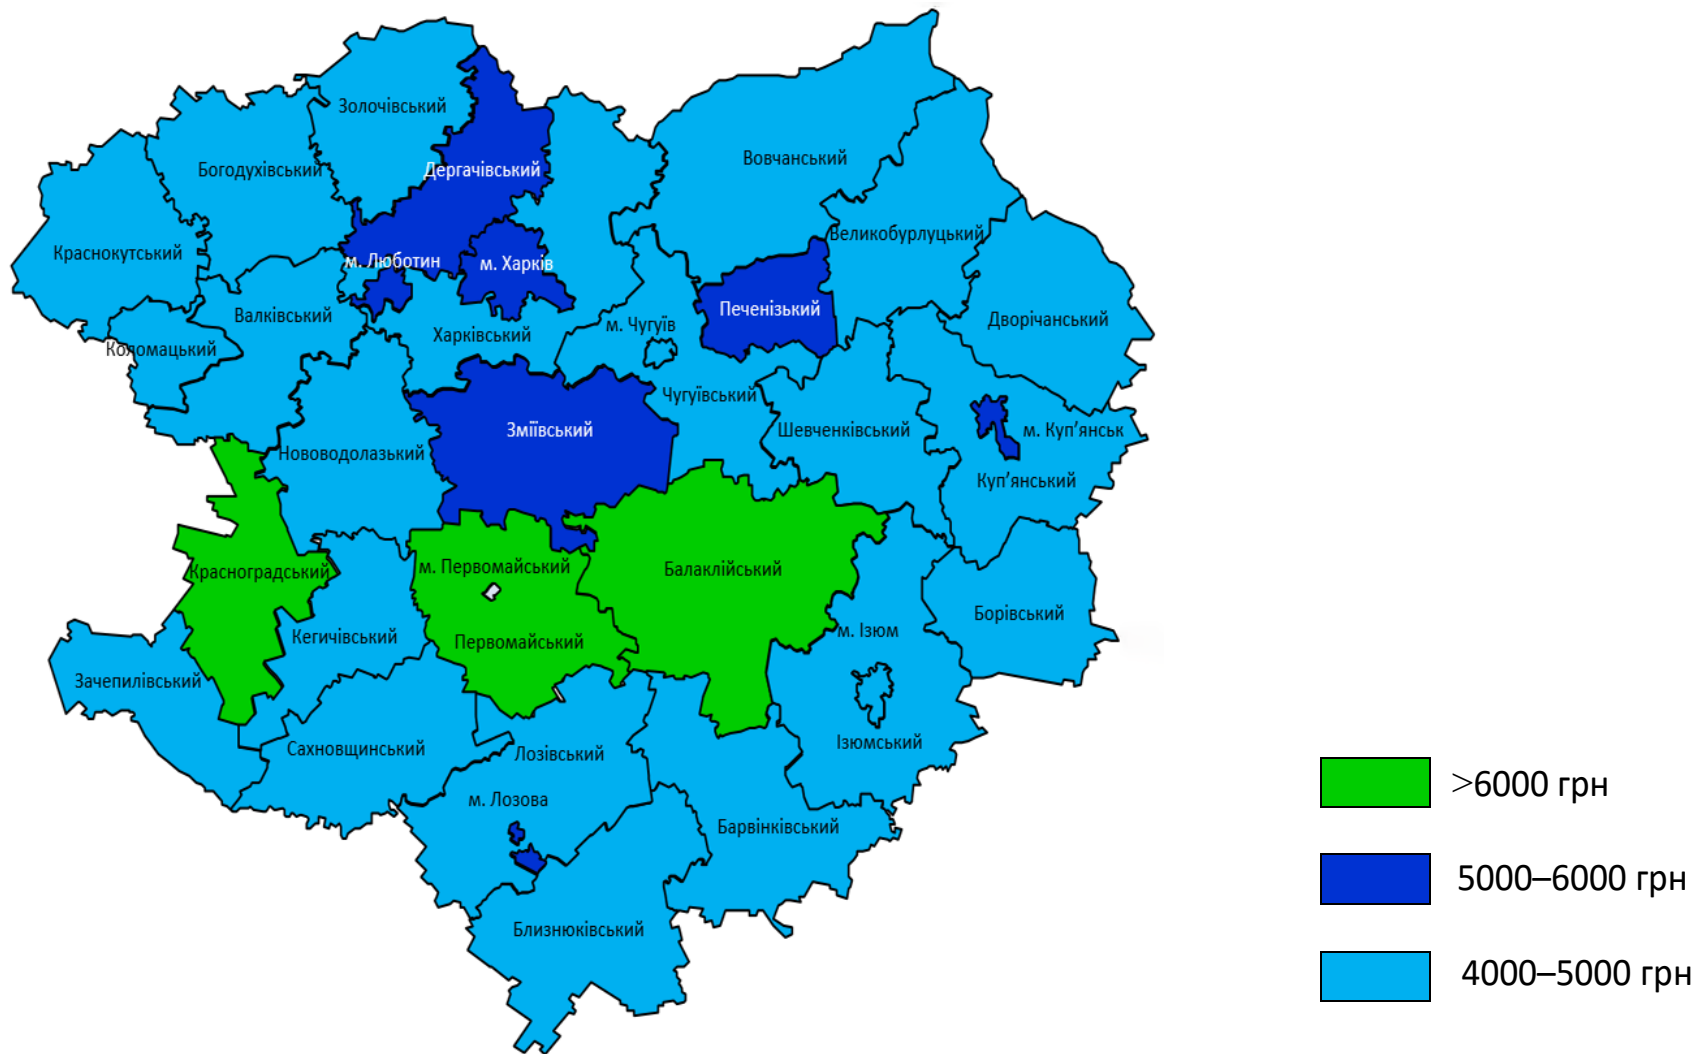 Золочівський
Дергачівський
Богодухівський
Вовчанський
Великобурлуцький
Краснокутський
м. Люботин
м. Харків
Печенізький
Валківський
Харківський
м. Чугуїв
Дворічанський
Коломацький
Чугуївський
Зміївський
Шевченківський
м. Куп'янськ
Нововодолазький
Куп'янський
Красноградський
м. Первомайський
Балаклійський
Борівський
Кегичівський
Первомайський
м. Ізюм
Зачепилівський
Сахновщинський
Лозівський
Ізюмський
м. Лозова
Барвінківський
Близнюківський
>6000 грн
5000–6000 грн
4000–5000 грн